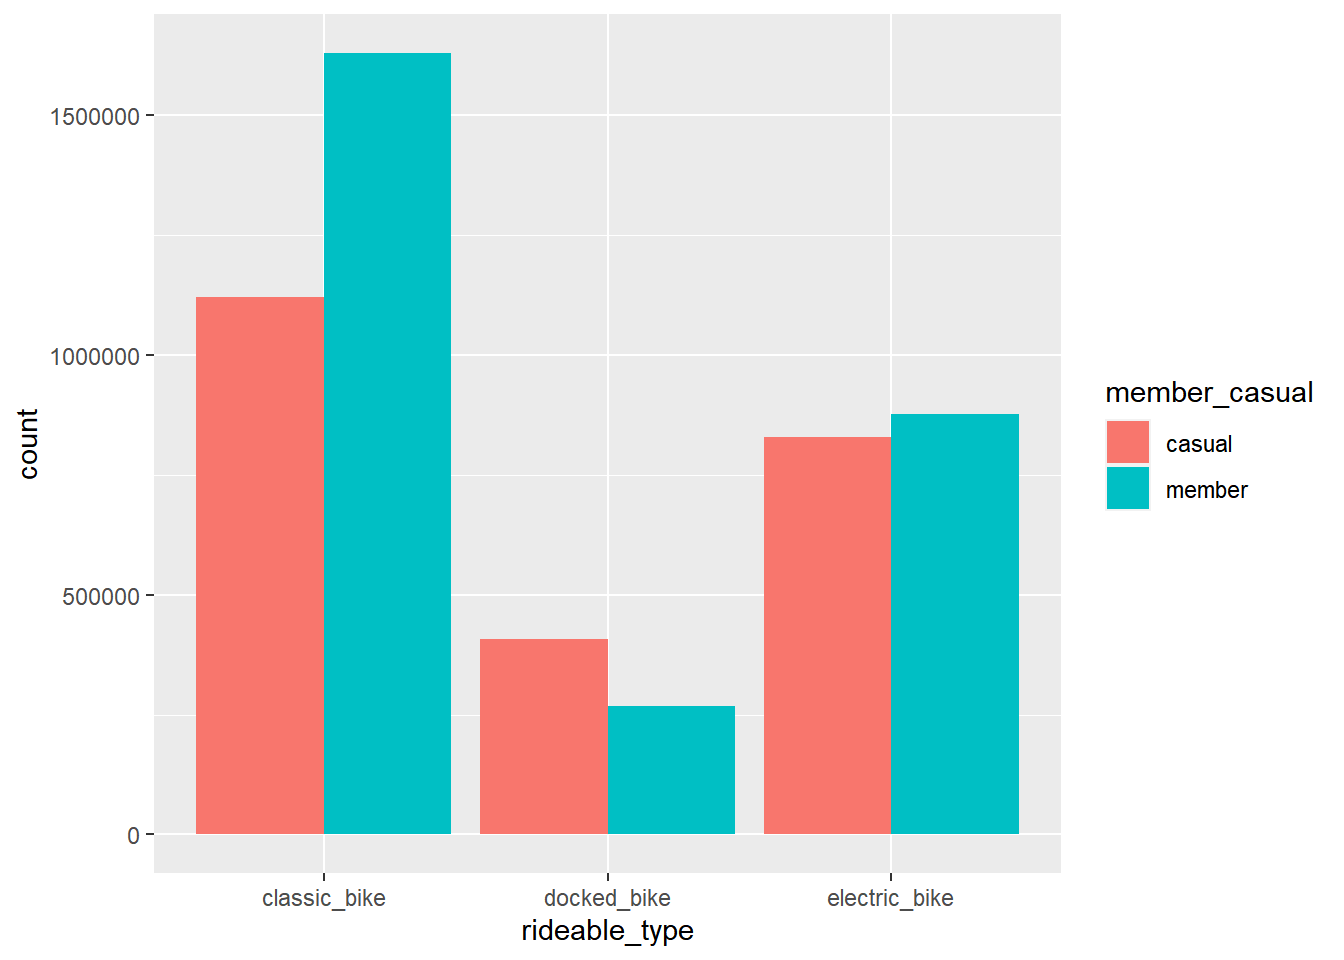 1500000
1000000
500000
0
count
classic_bike
docked_bike
electric_bike
rideable_type
member_casual
casual
member